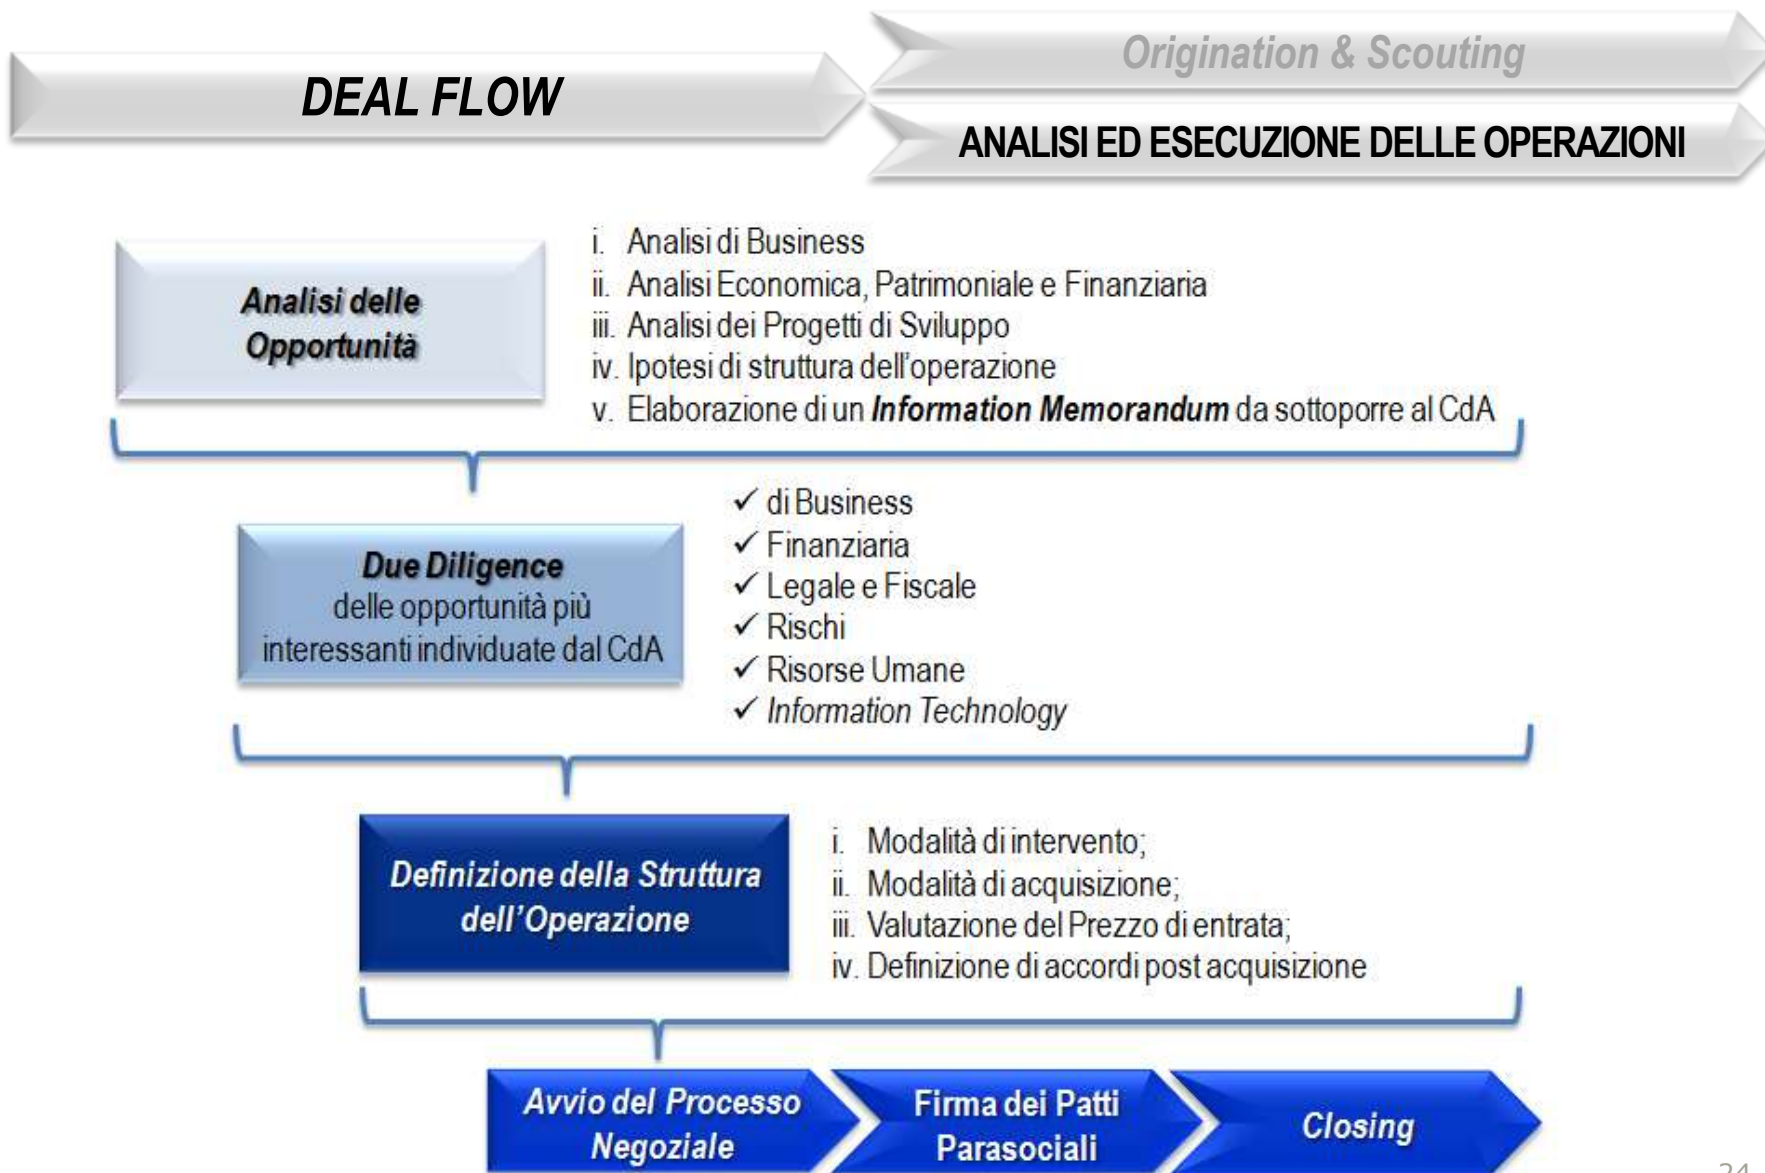 DEAL FLOW
Origination & Scouting
ANALISI ED ESECUZIONE DELLE OPERAZIONI
Analisi delle
Opportunità
i. Analisi di Business
ii. Analisi Economica, Patrimoniale e Finanziaria
iii. Analisi dei Progetti di Sviluppo
iv. Ipotesi di struttura dell'operazione
v. Elaborazione di un Information Memorandum da sottoporre al CdA
Due Diligence
delle opportunità più
interessanti individuate dal CdA
✓ di Business
✓ Finanziaria
✓ Legale e Fiscale
✓ Rischi
✓ Risorse Umane
✓ Information Technology
Definizione della Struttura
dell'Operazione
i. Modalità di intervento;
ii. Modalità di acquisizione;
iii. Valutazione del Prezzo di entrata;
iv. Definizione di accordi post acquisizione
Avvio del Processo
Negoziale
Firma dei Patti
Parasociali
Closing
24